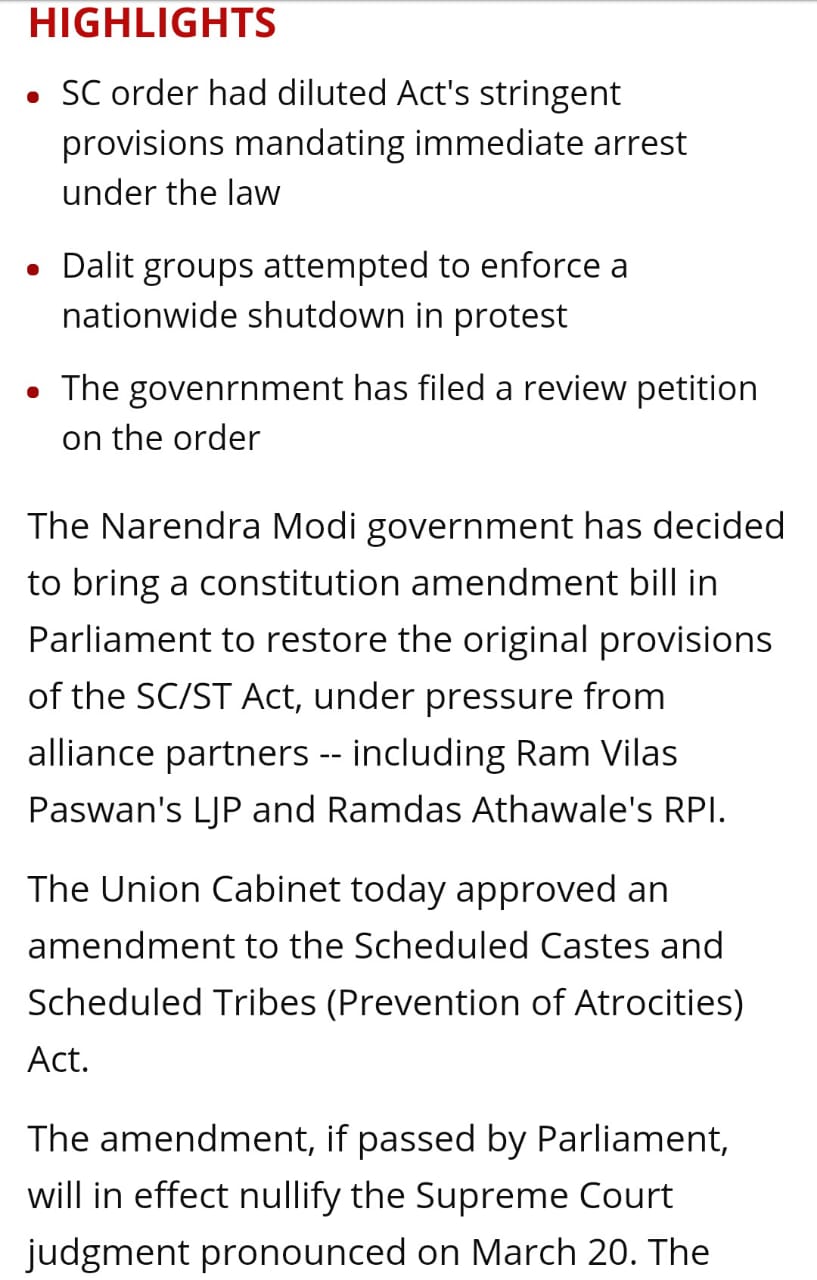 HIGHLIGHTS
• SC order had diluted Act's stringent
provisions mandating immediate arrest
under the law
• Dalit groups attempted to enforce a
nationwide shutdown in protest
• The govenrnment has filed a review petition
on the order
The Narendra Modi government has decided
to bring a constitution amendment bill in
Parliament to restore the original provisions
of the SC/ST Act, under pressure from
alliance partners -- including Ram Vilas
Paswan's LJP and Ramdas Athawale's RPI.
The Union Cabinet today approved an
amendment to the Scheduled Castes and
Scheduled Tribes (Prevention of Atrocities)
Act.
The amendment, if passed by Parliament,
will in effect nullify the Supreme Court
judgment pronounced on March 20. The